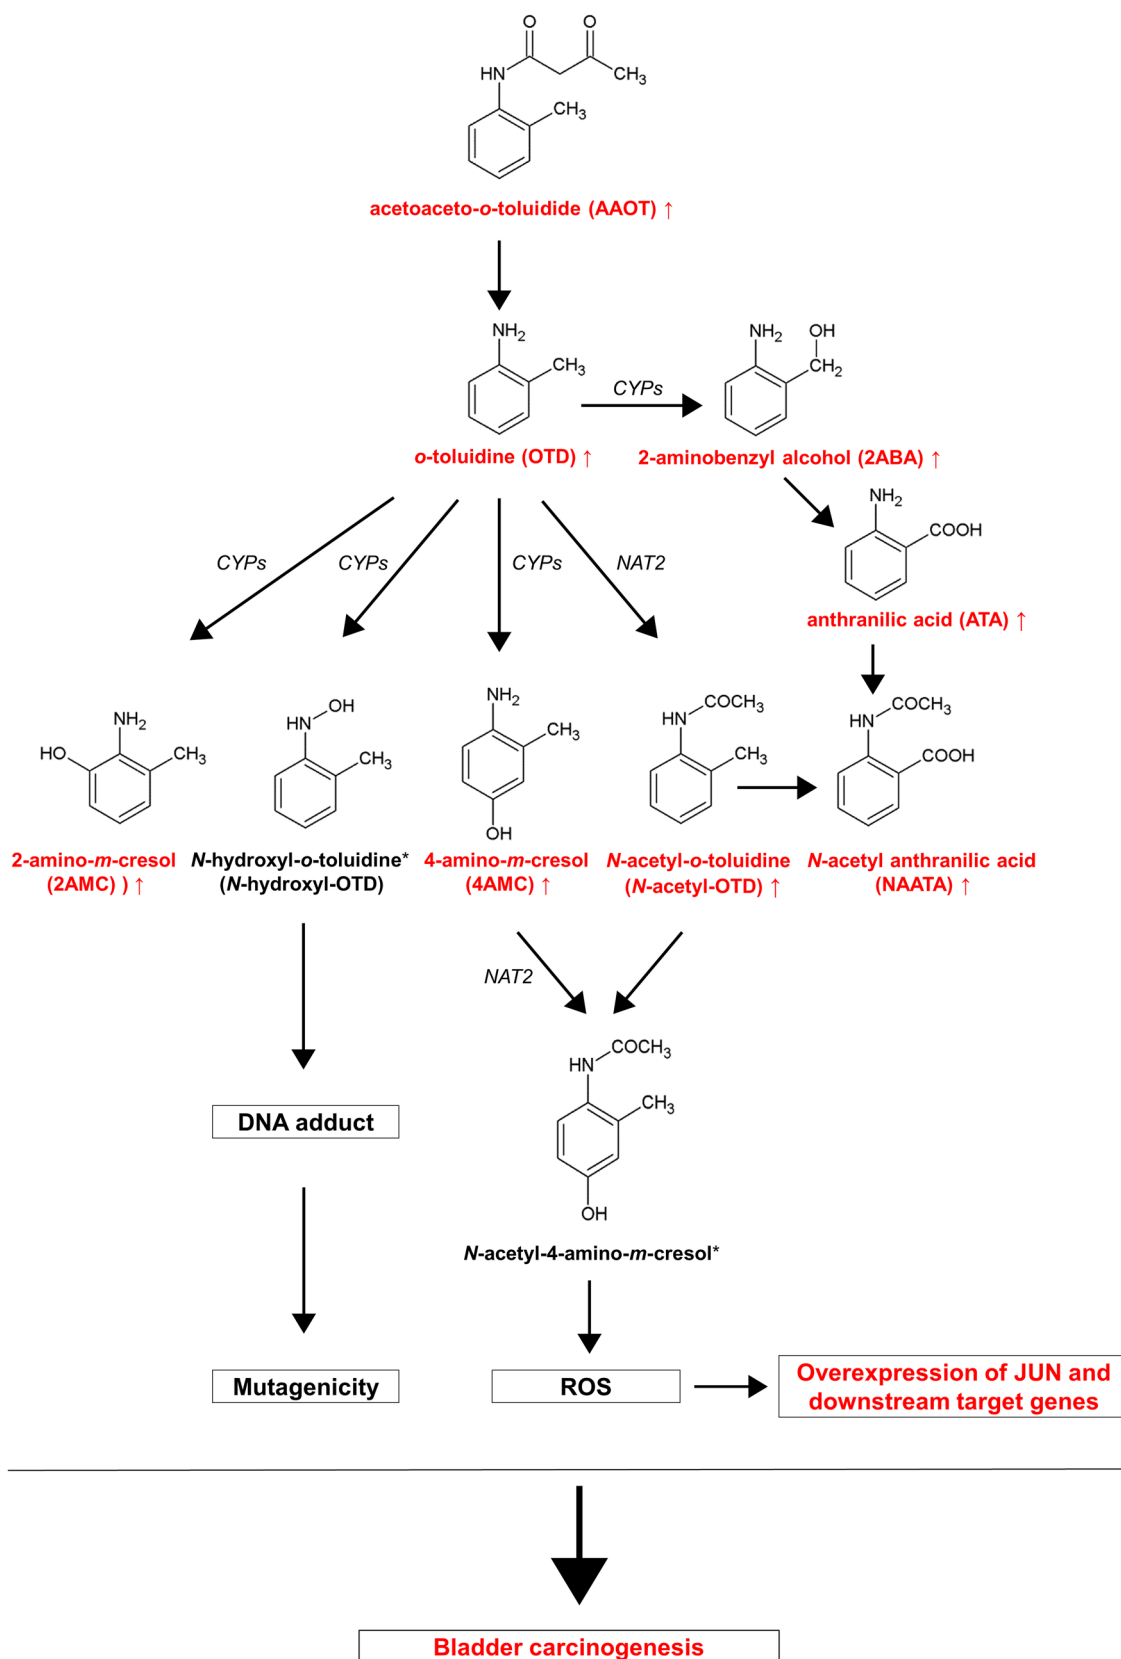 O O
HN CH3
CH3
acetoaceto-o-toluidide (AAOT) ↑
NH2
CH3
CYPs
NH2 OH
CH2
o-toluidine (OTD) ↑
2-aminobenzyl alcohol (2ABA) ↑
NH2
COOH
anthranilic acid (ATA) ↑
CYPs
CYPs
CYPs
NAT2
NH2
HO CH3
2-amino-m-cresol
(2AMC) ) ↑
OH
HN
CH3
N-hydroxyl-o-toluidine*
(N-hydroxyl-OTD)
NH2
CH3
OH
4-amino-m-cresol
(4AMC) ↑
COCH3
HN
CH3
N-acetyl-o-toluidine
(N-acetyl-OTD) ↑
COCH3
HN
COOH
N-acetyl anthranilic acid
(NAATA) ↑
NAT2
COCH3
HN
CH3
OH
DNA adduct
N-acetyl-4-amino-m-cresol*
Mutagenicity
ROS
Overexpression of JUN and
downstream target genes
Bladder carcinogenesis